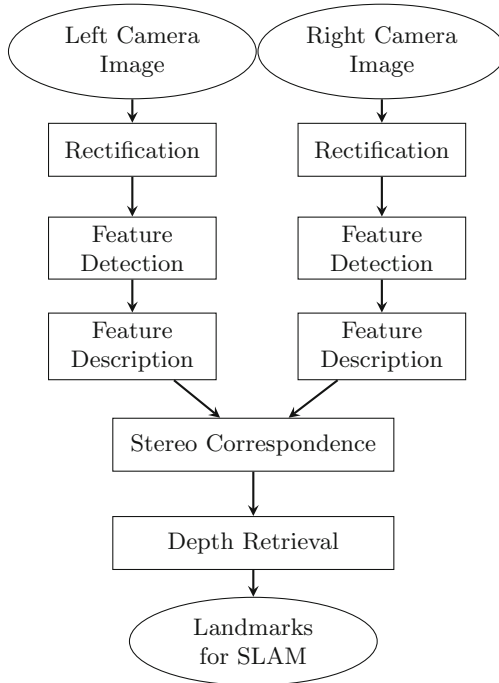 Left Camera
Image
Right Camera
Image
Rectification
Rectification
Feature
Detection
Feature
Detection
Feature
Description
Feature
Description
Stereo Correspondence
Depth Retrieval
Landmarks
for SLAM